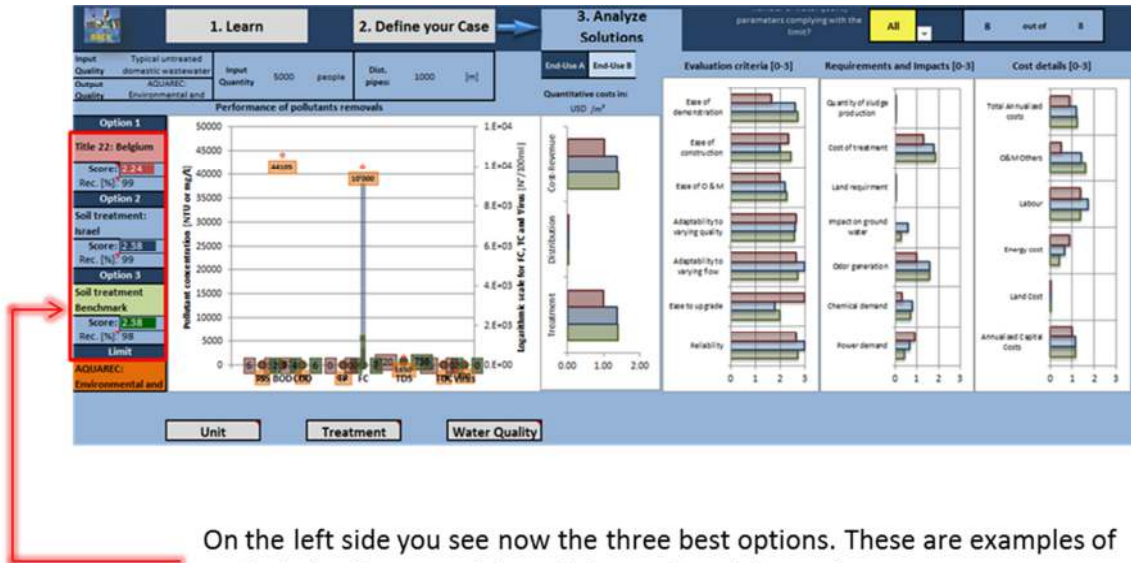 1. Learn
2. Define your Case
3. Analyze Solutions
parameters complying with the limit?
All
8 out of 8
Input Quality
Typical untreated domestic wastewater
Output Quality
AQUAREC: Environmental and
Input Quantity
5000 people
Dist. pipes:
1000 [m]
End-Use A
End-Use B
Quantitative costs in:
USD /m³
Evaluation criteria [0-3]
Requirements and Impacts [0-3]
Cost details [0-3]
Performance of pollutants removals
Option 1
Title 22: Belgium
Score: 2.24
Rec. [%] 99
Option 2
Soil treatment: Israel
Score: 2.58
Rec. [%] 99
Option 3
Soil treatment Benchmark
Score: 2.58
Rec. [%] 98
Limit
AQUAREC: Environmental and
Pollutant concentration [NTU or mg/l]
50000
45000
40000
35000
30000
25000
20000
15000
10000
5000
0
44105
10'000
BOD
FC
TDS
1.E+04
1.E+04
8.E+03
6.E+03
4.E+03
2.E+03
0.E+00
Logarithmic scale for FC, TC and Virus [N°/100ml]
Cost-Revenue
Distribution
Treatment
0.00 1.00 2.00
Ease of demonstration
Ease of construction
Ease of O & M
Adaptability to varying quality
Adaptability to varying flow
Ease to upgrade
Reliability
0 1 2 3
Quantity of sludge production
Cost of treatment
Land requirment
Impact on ground water
Odor generation
Chemical demand
Power demand
0 1 2 3
Total Annualized costs
O&M Others
Labour
Energy cost
Land Cost
Annualized Capital Costs
0 1 2 3
Unit
Treatment
Water Quality
On the left side you see now the three best options. These are examples of